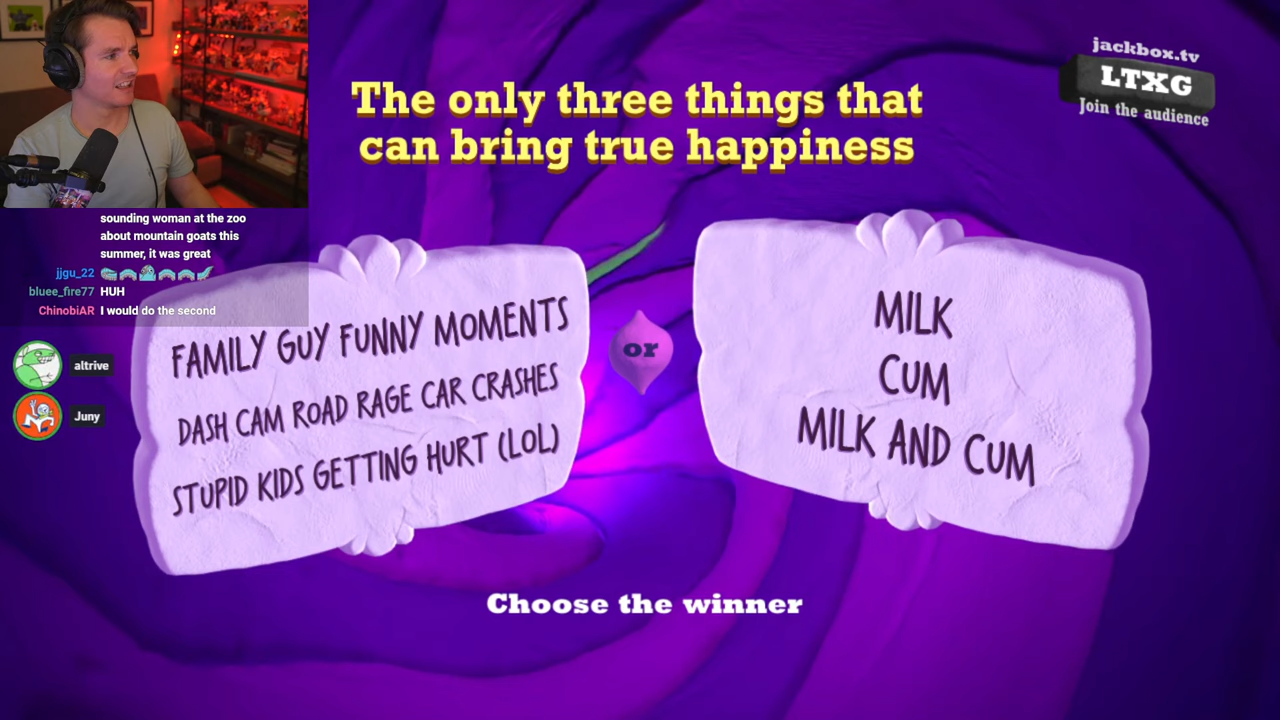 The only three things that
can bring true happiness
jackbox.tv
LTXG
Join the audience
sounding woman at the zoo
about mountain goats this
summer, it was great
jjgu_22
bluee_fire77 HUH
ChinobiAR I would do the second
altrive
Juny
FAMILY GUY FUNNY MOMENTS
DASH CAM ROAD RAGE CAR CRASHES
STUPID KIDS GETTING HURT (LOL)
or
MILK
CUM
MILK AND CUM
Choose the winner